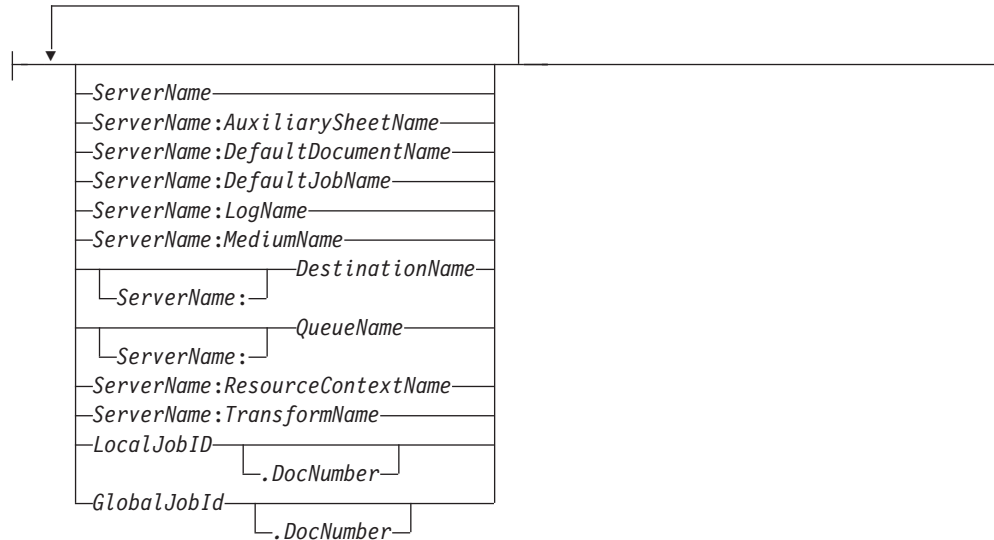 ServerName
ServerName:AuxiliarySheetName
ServerName:DefaultDocumentName
ServerName:DefaultJobName
ServerName:LogName
ServerName:MediumName
DestinationName
ServerName:
QueueName
ServerName:
ServerName:ResourceContextName
ServerName:TransformName
LocalJobID
.DocNumber
GlobalJobId
.DocNumber